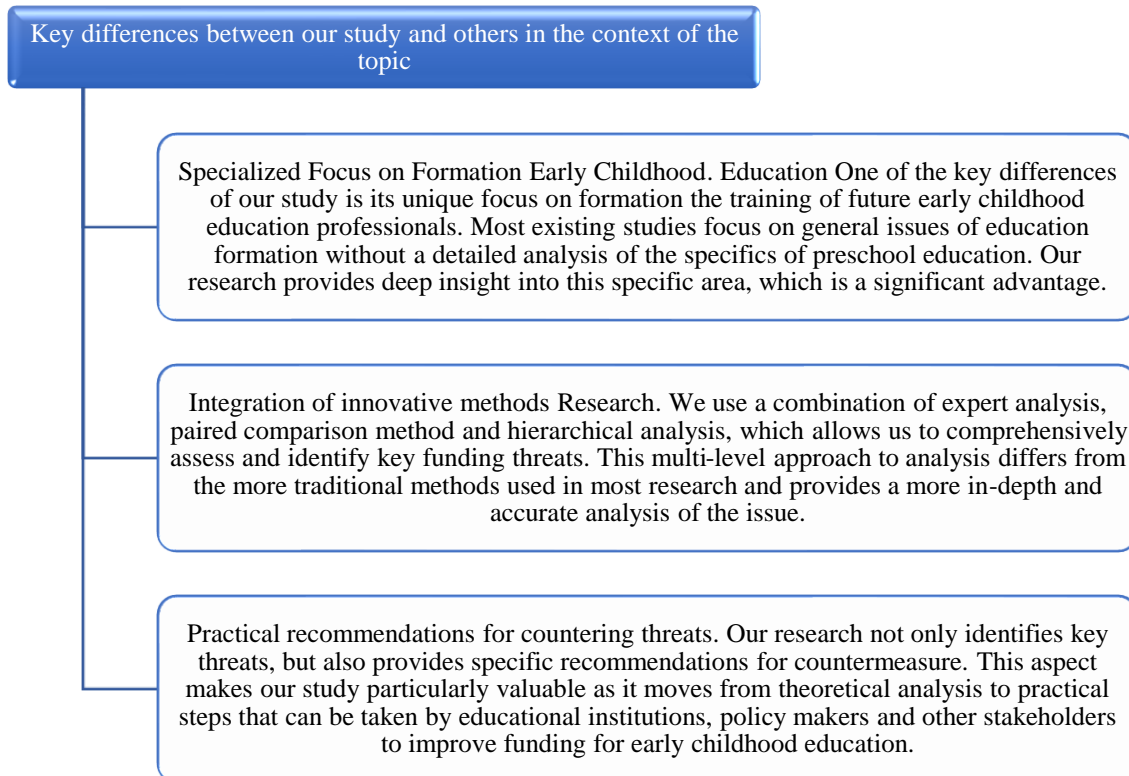 Key differences between our study and others in the context of the
topic
Specialized Focus on Formation Early Childhood. Education One of the key differences
of our study is its unique focus on formation the training of future early childhood
education professionals. Most existing studies focus on general issues of education
formation without a detailed analysis of the specifics of preschool education. Our
research provides deep insight into this specific area, which is a significant advantage.
Integration of innovative methods Research. We use a combination of expert analysis,
paired comparison method and hierarchical analysis, which allows us to comprehensively
assess and identify key funding threats. This multi-level approach to analysis differs from
the more traditional methods used in most research and provides a more in-depth and
accurate analysis of the issue.
Practical recommendations for countering threats. Our research not only identifies key
threats, but also provides specific recommendations for countermeasure. This aspect
makes our study particularly valuable as it moves from theoretical analysis to practical
steps that can be taken by educational institutions, policy makers and other stakeholders
to improve funding for early childhood education.